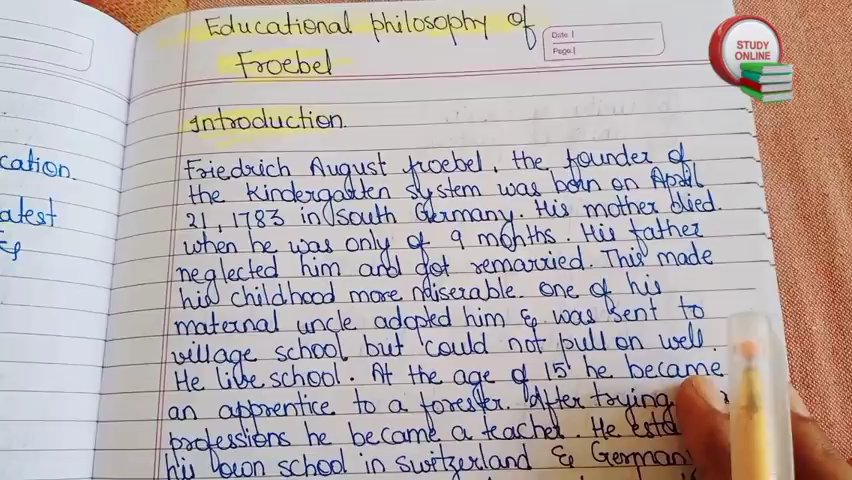 Educational philosophy of
Froebel
Date |
Page |
STUDY
ONLINE
Introduction.
cation.
atest
Friedrich August froebel, the founder of
the Kindergarten system was born on April
21, 1783 in south Germany. His mother died
when he was only of 9 months. His father
neglected him and got remarried. This made
his childhood more miserable. One of his
maternal uncle adopted him & was sent to
village school but could not pull on well.
He live school. At the age of 15 he became
an apprentice to a forester. After trying
professions he became a teacher. He esta
his own school in Switzerland & German